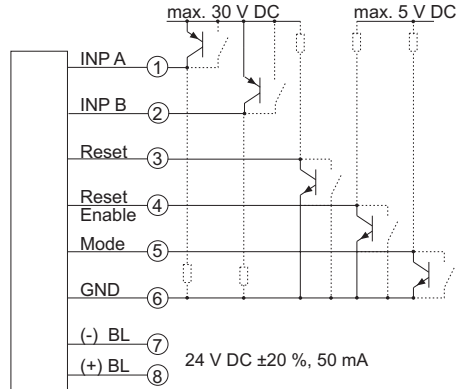 max. 30 V DC
max. 5 V DC
INP A
1
INP B
2
Reset
3
Reset
Enable
4
Mode
5
GND
6
(-) BL
7
24 V DC ±20 %, 50 mA
(+) BL
8